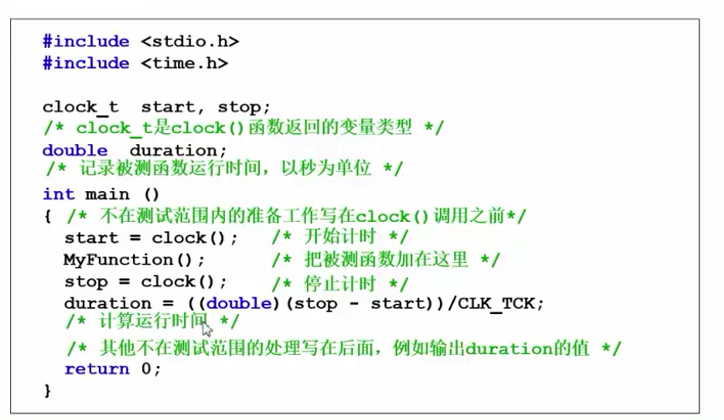 #include <stdio.h>
#include <time.h>
clock_t start, stop;
/* clock_t是clock()函数返回的变量类型 */
double duration;
/* 记录被测函数运行时间，以秒为单位 */
int main ()
{ /* 不在测试范围内的准备工作写在clock()调用之前*/
start = clock(); /* 开始计时 */
MyFunction(); /* 把被测函数加在这里 */
stop = clock(); /* 停止计时 */
duration = ((double)(stop - start))/CLK_TCK;
/* 计算运行时间 */
/* 其他不在测试范围的处理写在后面，例如输出duration的值 */
return 0;
}